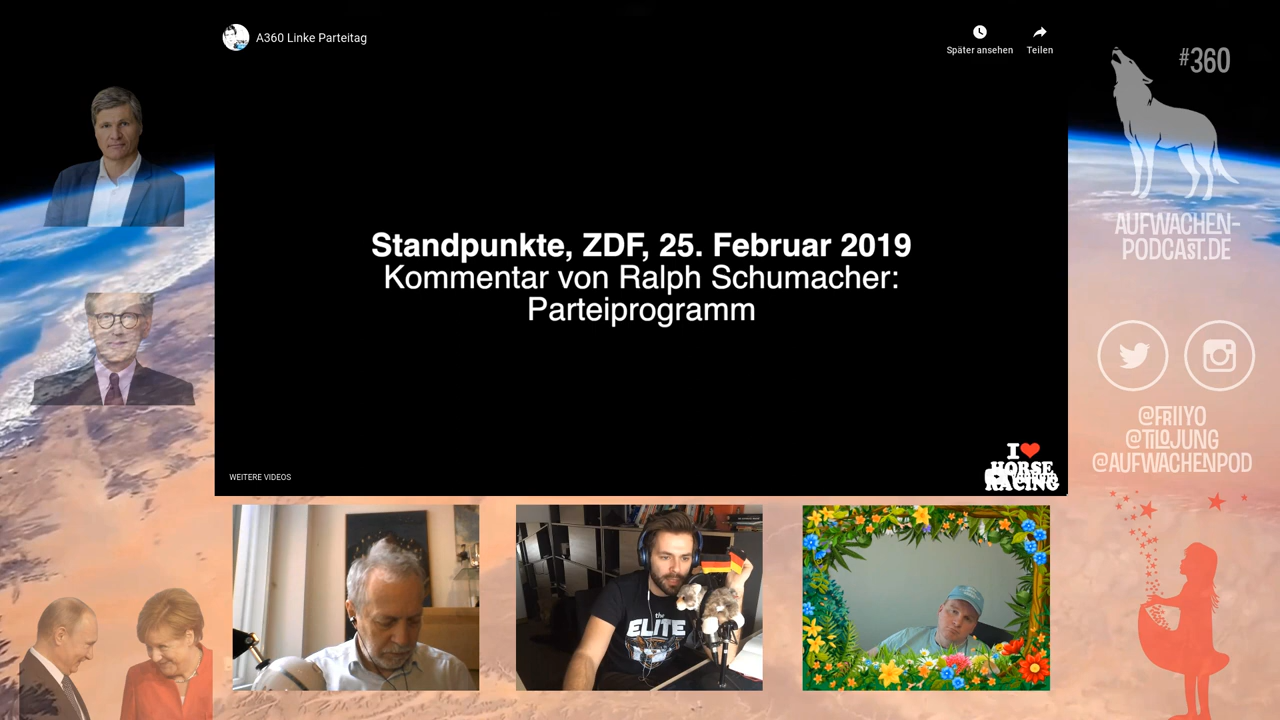 A360 Linke Parteitag
Später ansehen
Teilen
#360
AUFWACHEN-
PODCAST.DE
Standpunkte, ZDF, 25. Februar 2019
Kommentar von Ralph Schumacher:
Parteiprogramm
@FRIIYO
@TILOJUNG
@AUFWACHENPOD
WEITERE VIDEOS
I
HORSE
RACING
the
ELITE